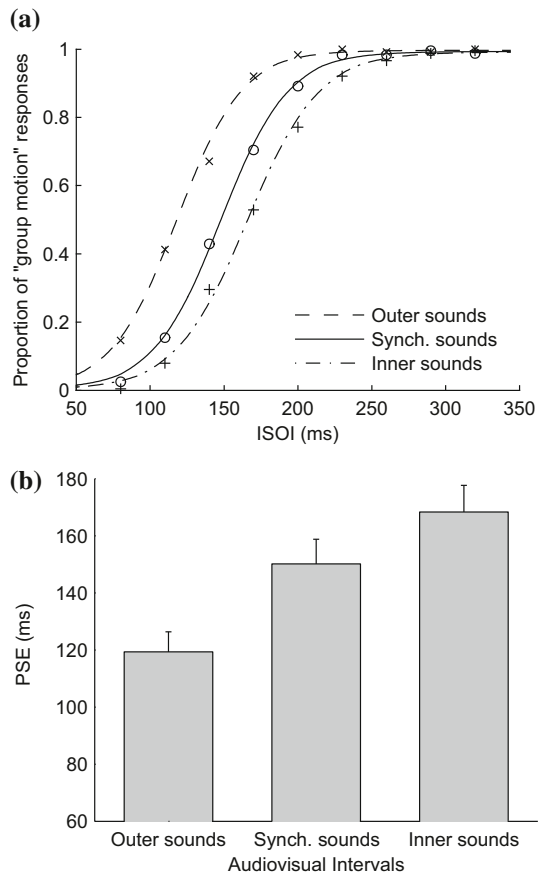 (a)
Proportion of "group motion" responses
1
0.8
0.6
0.4
0.2
0
Outer sounds
Synch. sounds
Inner sounds
50 100 150 200 250 300 350
ISOI (ms)
(b)
PSE (ms)
180
160
140
120
100
80
60
Outer sounds Synch. sounds Inner sounds
Audiovisual Intervals